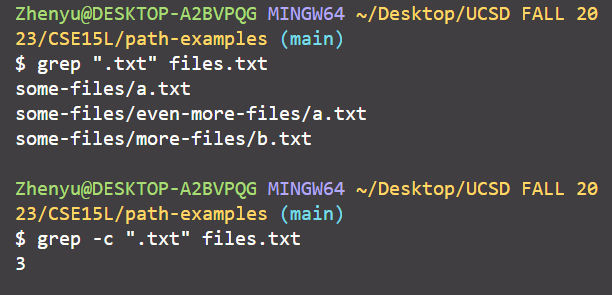 Zhenyu@DESKTOP-A2BVPQG MINGW64 ~/Desktop/UCSD FALL 20
23/CSE15L/path-examples (main)
$ grep ".txt" files.txt
some-files/a.txt
some-files/even-more-files/a.txt
some-files/more-files/b.txt
Zhenyu@DESKTOP-A2BVPQG MINGW64 ~/Desktop/UCSD FALL 20
23/CSE15L/path-examples (main)
$ grep -c ".txt" files.txt
3